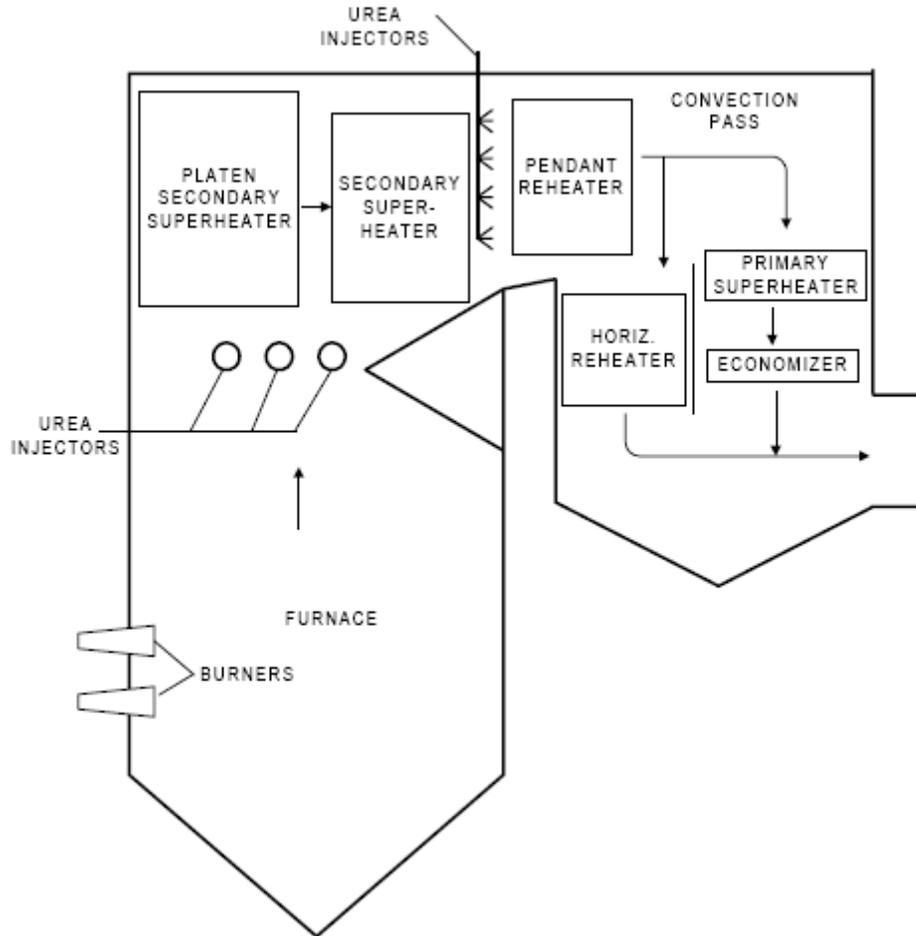 UREA
INJECTORS
CONVECTION
PASS
PLATEN
SECONDARY
SUPERHEATER
SECONDARY
SUPER-
HEATER
PENDANT
REHEATER
PRIMARY
SUPERHEATER
HORIZ.
REHEATER
ECONOMIZER
UREA
INJECTORS
FURNACE
BURNERS